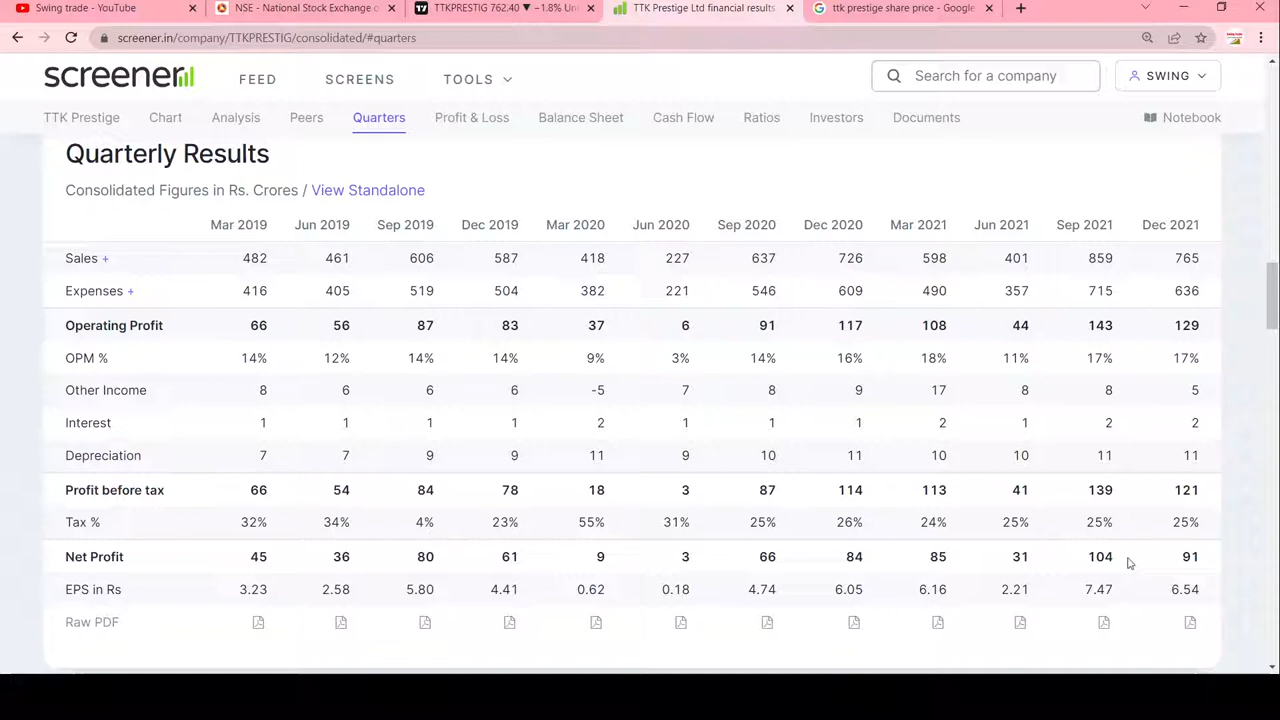 Swing trade - YouTube
NSE - National Stock Exchange o
TTKPRESTIG 762.40 ▼ −1.8% Un
TTK Prestige Ltd financial results
ttk prestige share price - Google
screener.in/company/TTKPRESTIG/consolidated/#quarters
screener FEED SCREENS TOOLS Search for a company SWING
TTK Prestige Chart Analysis Peers Quarters Profit & Loss Balance Sheet Cash Flow Ratios Investors Documents Notebook
Quarterly Results
Consolidated Figures in Rs. Crores / View Standalone
Mar 2019 Jun 2019 Sep 2019 Dec 2019 Mar 2020 Jun 2020 Sep 2020 Dec 2020 Mar 2021 Jun 2021 Sep 2021 Dec 2021
Sales + 482 461 606 587 418 227 637 726 598 401 859 765
Expenses + 416 405 519 504 382 221 546 609 490 357 715 636
Operating Profit 66 56 87 83 37 6 91 117 108 44 143 129
OPM % 14% 12% 14% 14% 9% 3% 14% 16% 18% 11% 17% 17%
Other Income 8 6 6 6 -5 7 8 9 17 8 8 5
Interest 1 1 1 1 2 1 1 1 2 1 2 2
Depreciation 7 7 9 9 11 9 10 11 10 10 11 11
Profit before tax 66 54 84 78 18 3 87 114 113 41 139 121
Tax % 32% 34% 4% 23% 55% 31% 25% 26% 24% 25% 25% 25%
Net Profit 45 36 80 61 9 3 66 84 85 31 104 91
EPS in Rs 3.23 2.58 5.80 4.41 0.62 0.18 4.74 6.05 6.16 2.21 7.47 6.54
Raw PDF